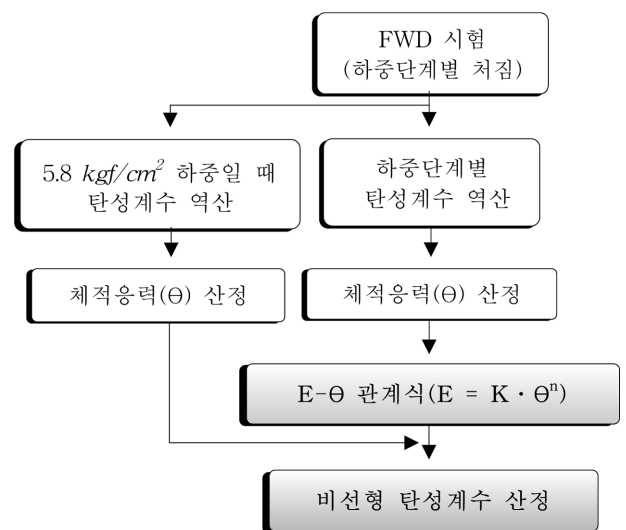 FWD 시험
(하중단계별 처짐)
5.8 kgf/cm² 하중일 때
탄성계수 역산
하중단계별
탄성계수 역산
체적응력(Θ) 산정
체적응력(Θ) 산정
E-Θ 관계식(E = K · Θⁿ)
비선형 탄성계수 산정